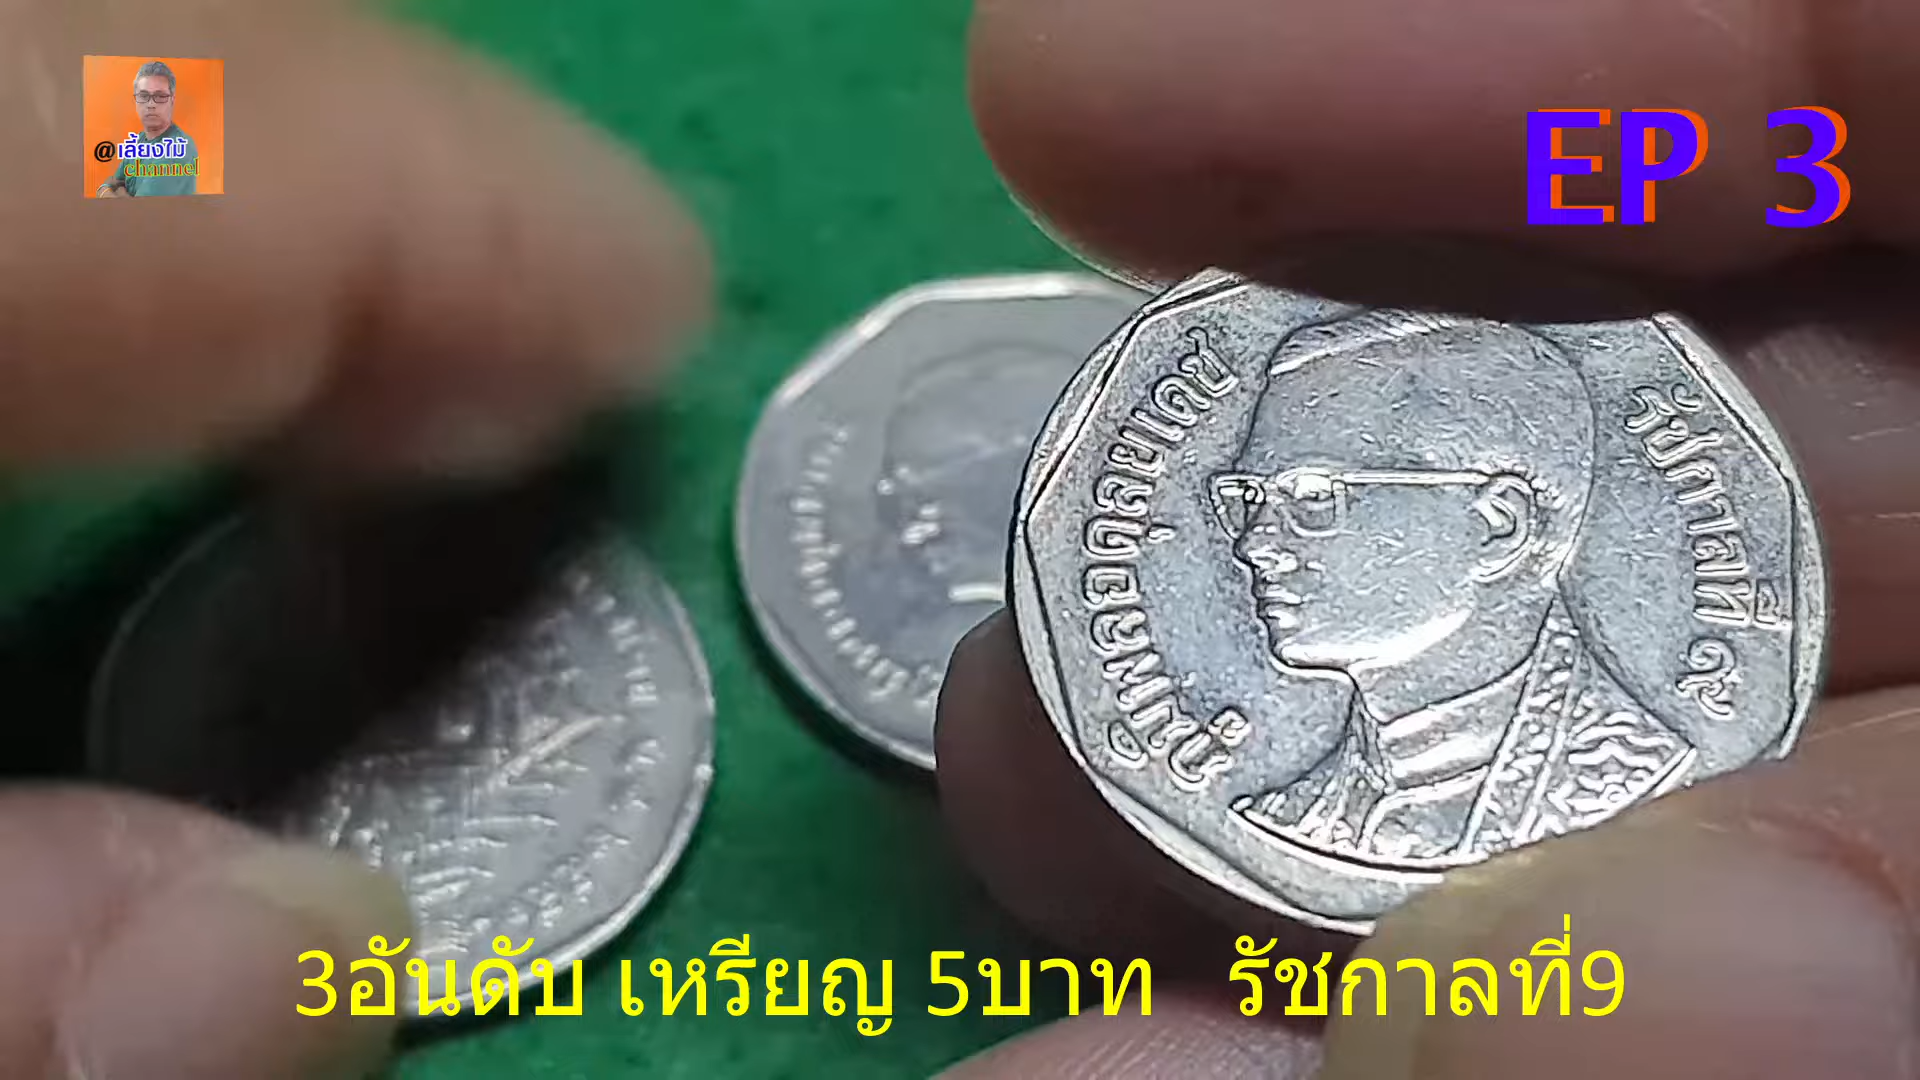 @เลี้ยงไม้
channel
EP 3
ภูมิพลอดุลยเดช
รัชกาลที่ ๙
3อันดับ เหรียญ 5บาท รัชกาลที่9